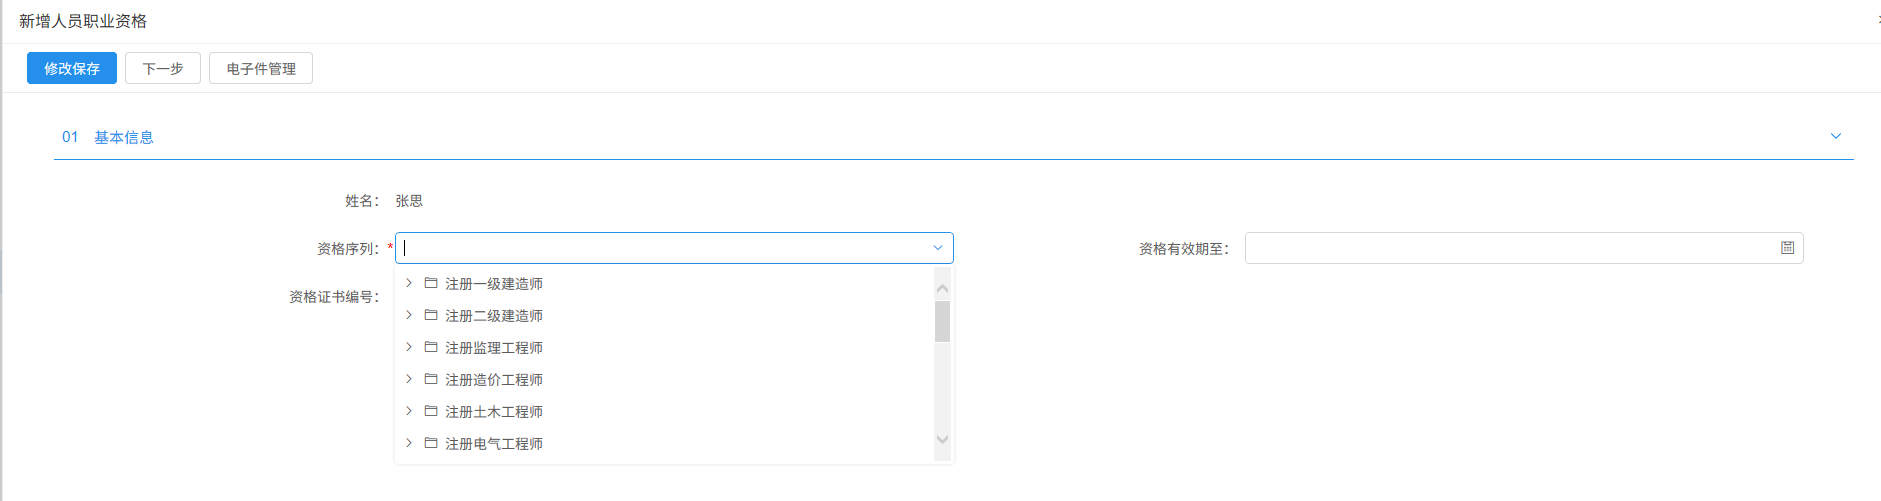 新增人员职业资格
修改保存 下一步 电子件管理
01 基本信息
姓名： 张思
资格序列：* 资格有效期至：
资格证书编号：
注册一级建造师
注册二级建造师
注册监理工程师
注册造价工程师
注册土木工程师
注册电气工程师